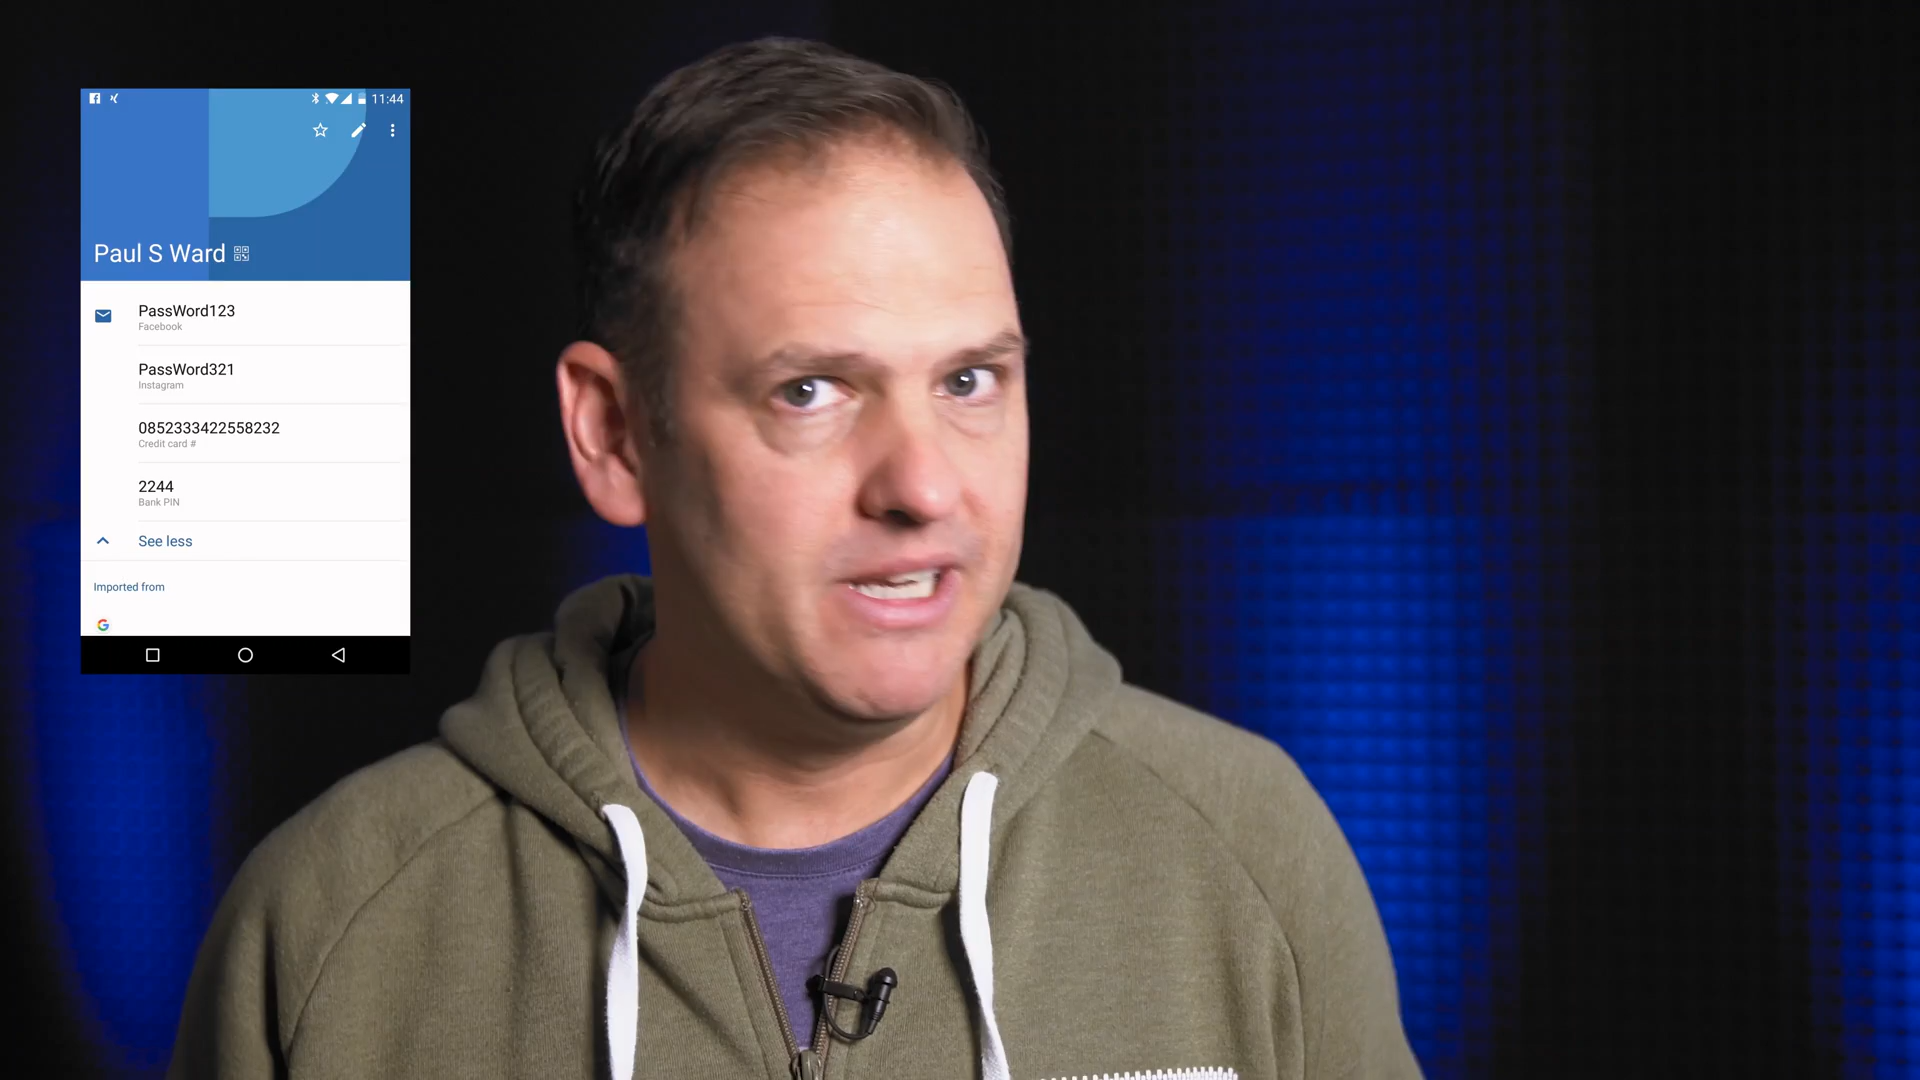 11:44
Paul S Ward
PassWord123
Facebook
PassWord321
Instagram
0852333422558232
Credit card #
2244
Bank PIN
See less
Imported from
G